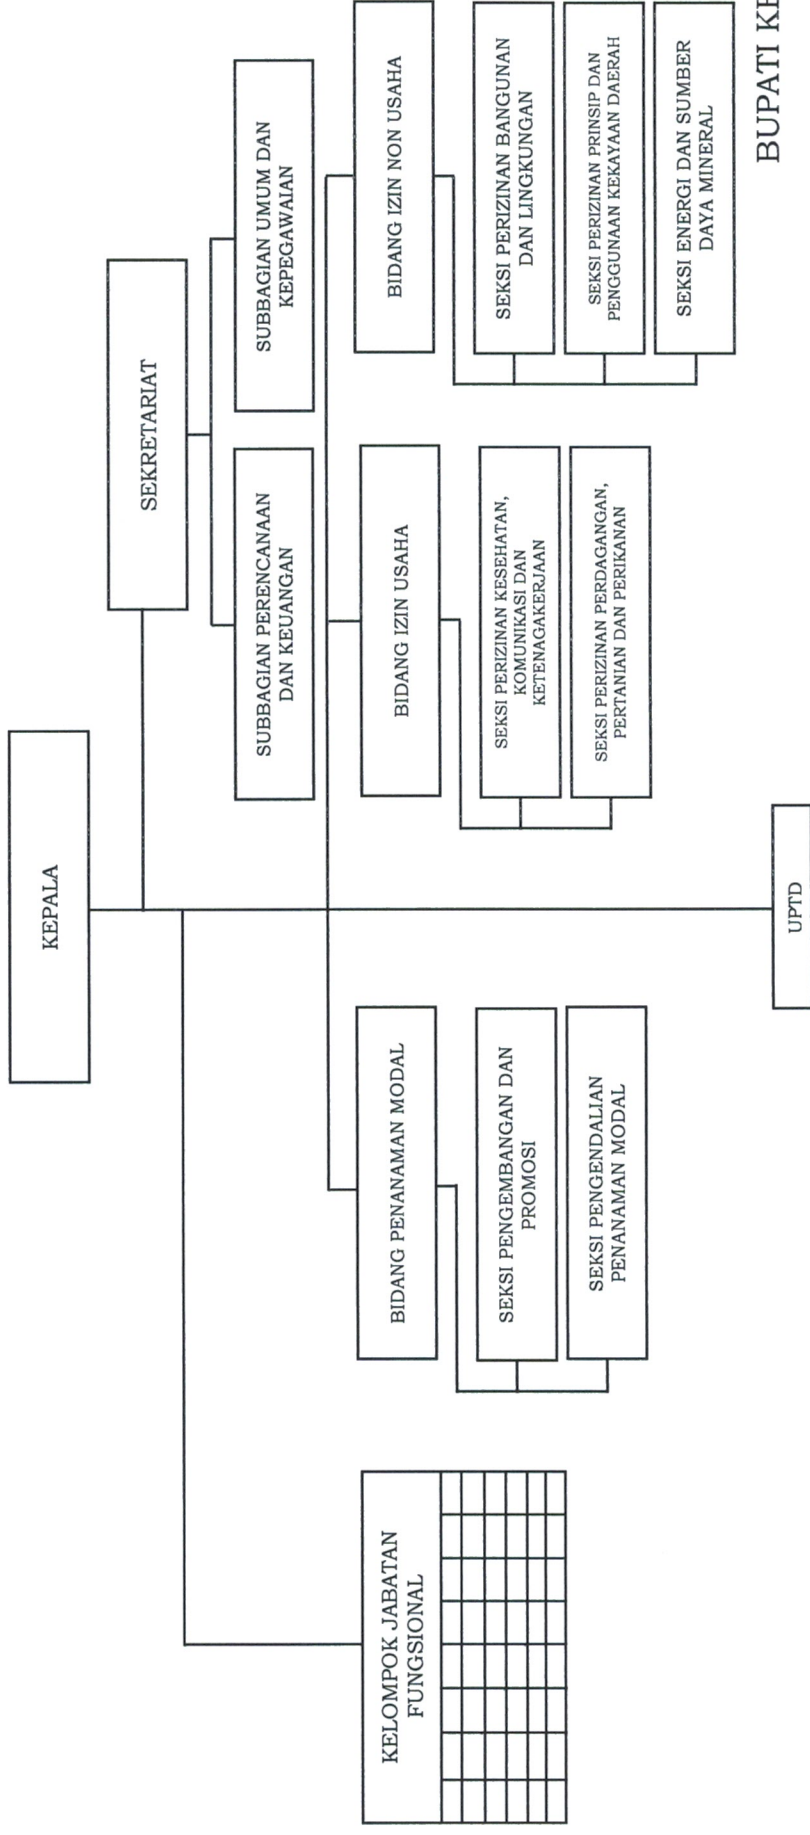 KEPALA
SEKRETARIAT
SUBBAGIAN PERENCANAAN
DAN KEUANGAN
SUBBAGIAN UMUM DAN
KEPEGAWAIAN
KELOMPOK JABATAN
FUNGSIONAL
BIDANG PENANAMAN MODAL
SEKSI PENGEMBANGAN DAN
PROMOSI
SEKSI PENGENDALIAN
PENANAMAN MODAL
BIDANG IZIN USAHA
SEKSI PERIZINAN KESEHATAN,
KOMUNIKASI DAN
KETENAGAKERJAAN
SEKSI PERIZINAN PERDAGANGAN,
PERTANIAN DAN PERIKANAN
BIDANG IZIN NON USAHA
SEKSI PERIZINAN BANGUNAN
DAN LINGKUNGAN
SEKSI PERIZINAN PRINSIP DAN
PENGGUNAAN KEKAYAAN DAERAH
SEKSI ENERGI DAN SUMBER
DAYA MINERAL
UPTD
BUPATI